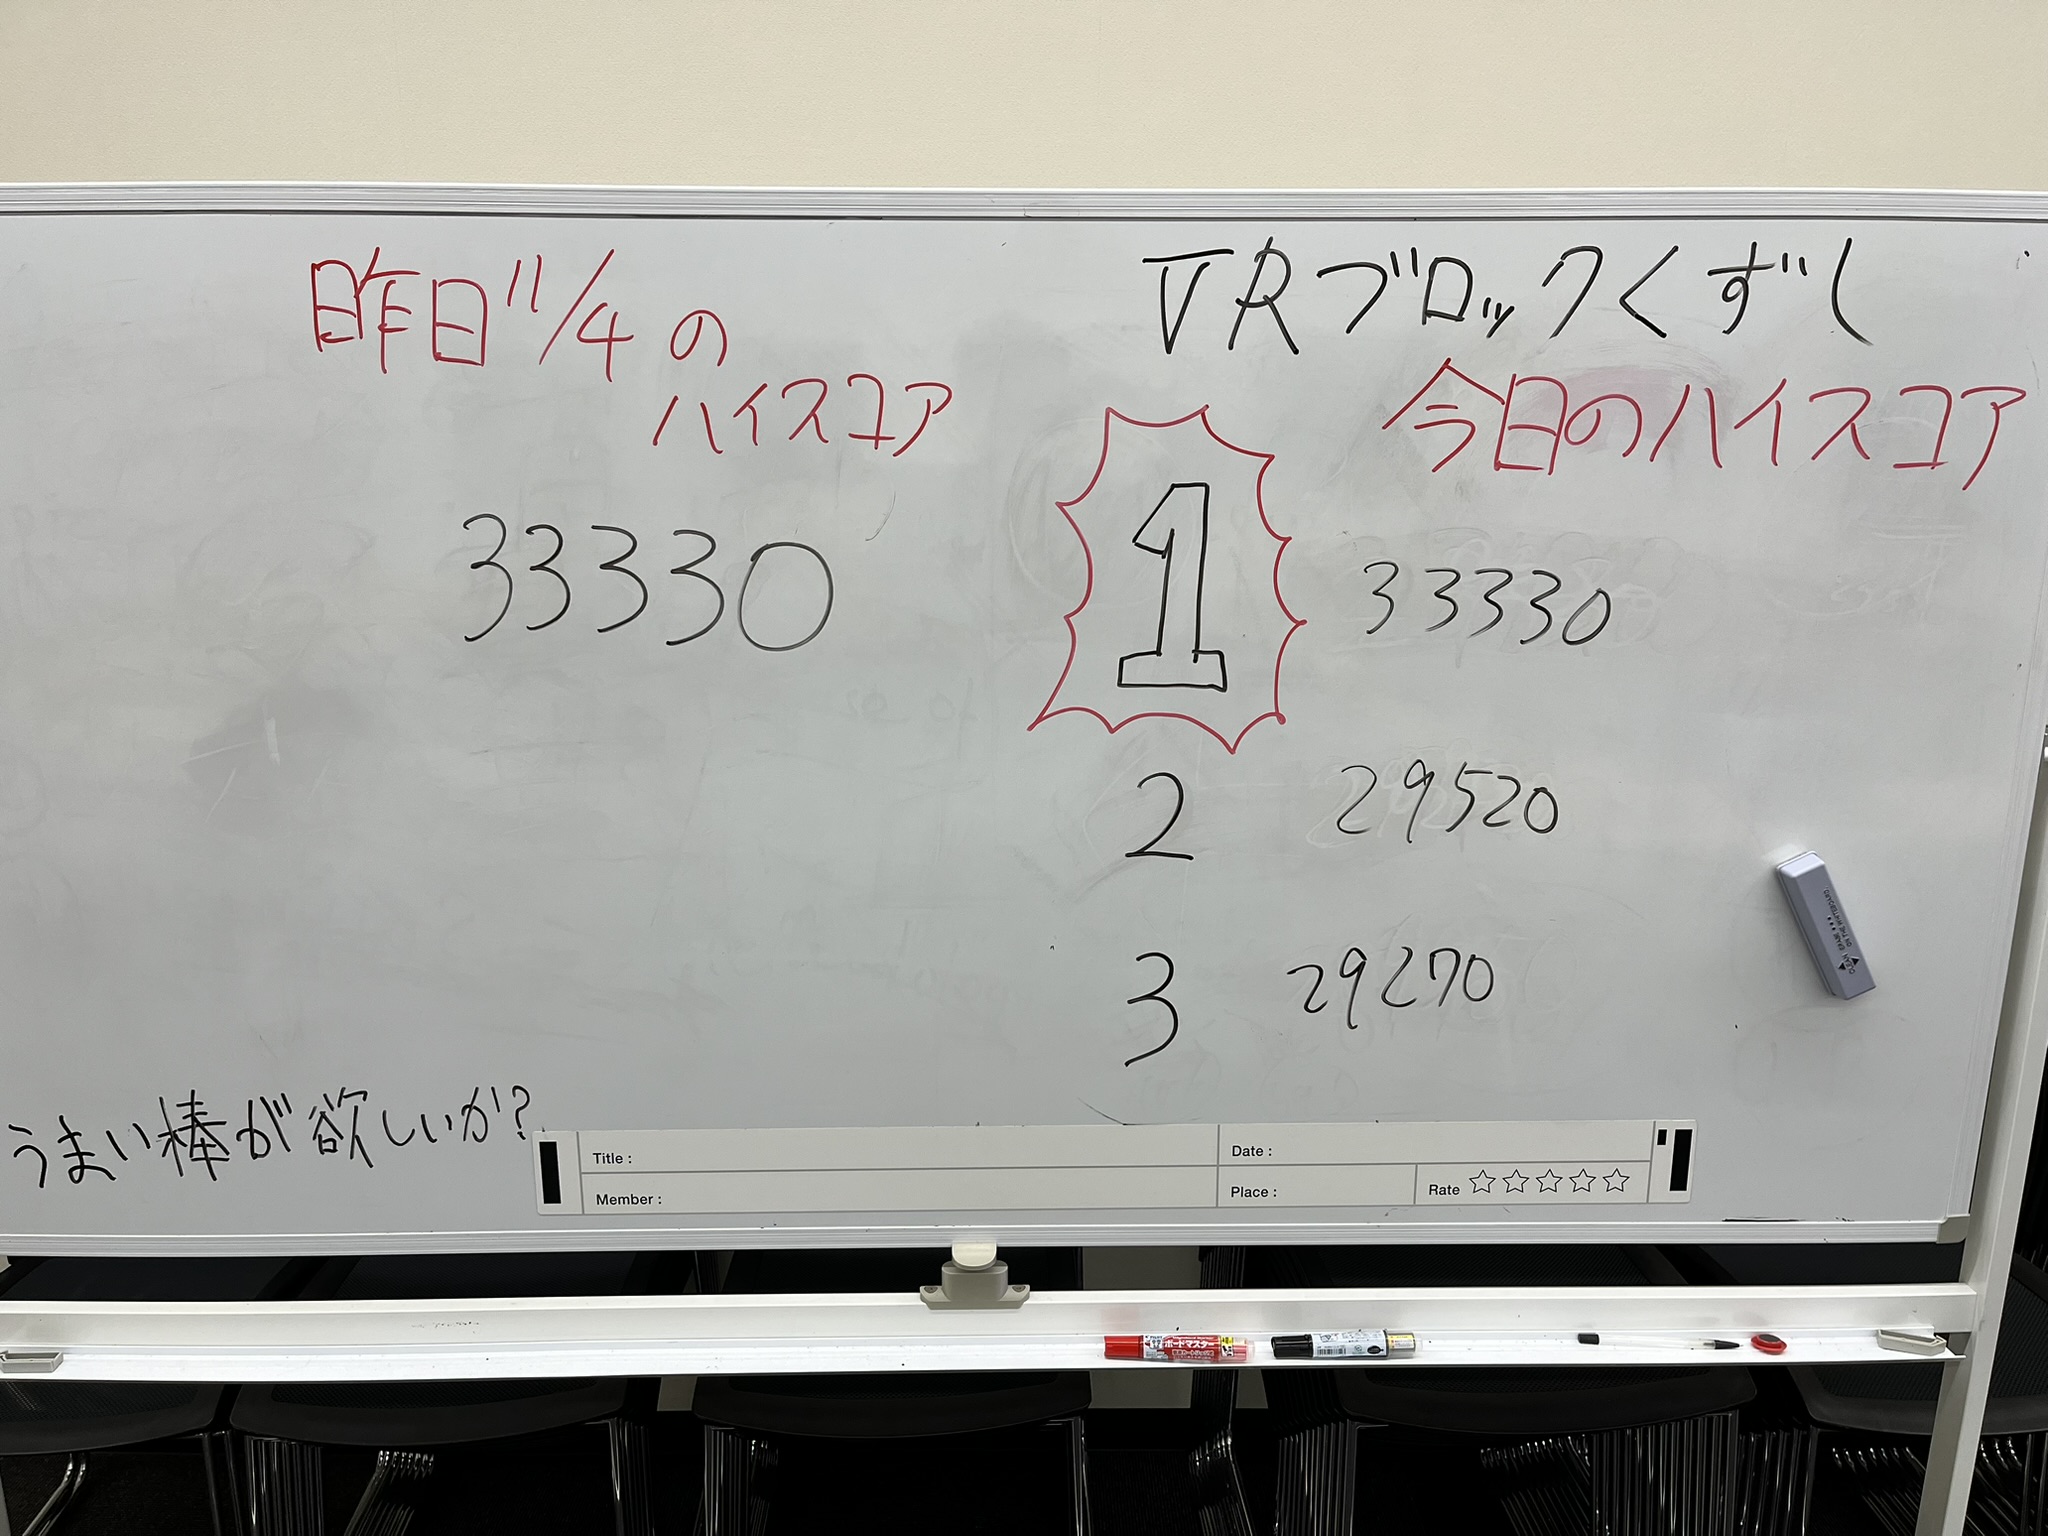 昨日11/4の
ハイスコア
33330
VRブロックくずし
今日のハイスコア
1 33330
2 29520
3 29270
うまい棒が欲しいか?
Title :
Date :
Member :
Place :
Rate ☆☆☆☆☆
ボードマスター